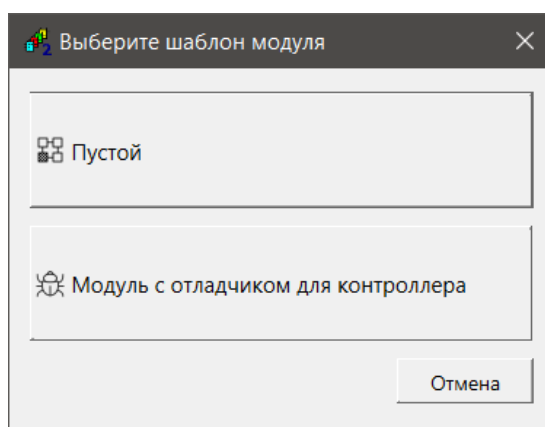 Выберите шаблон модуля
Пустой
Модуль с отладчиком для контроллера
Отмена